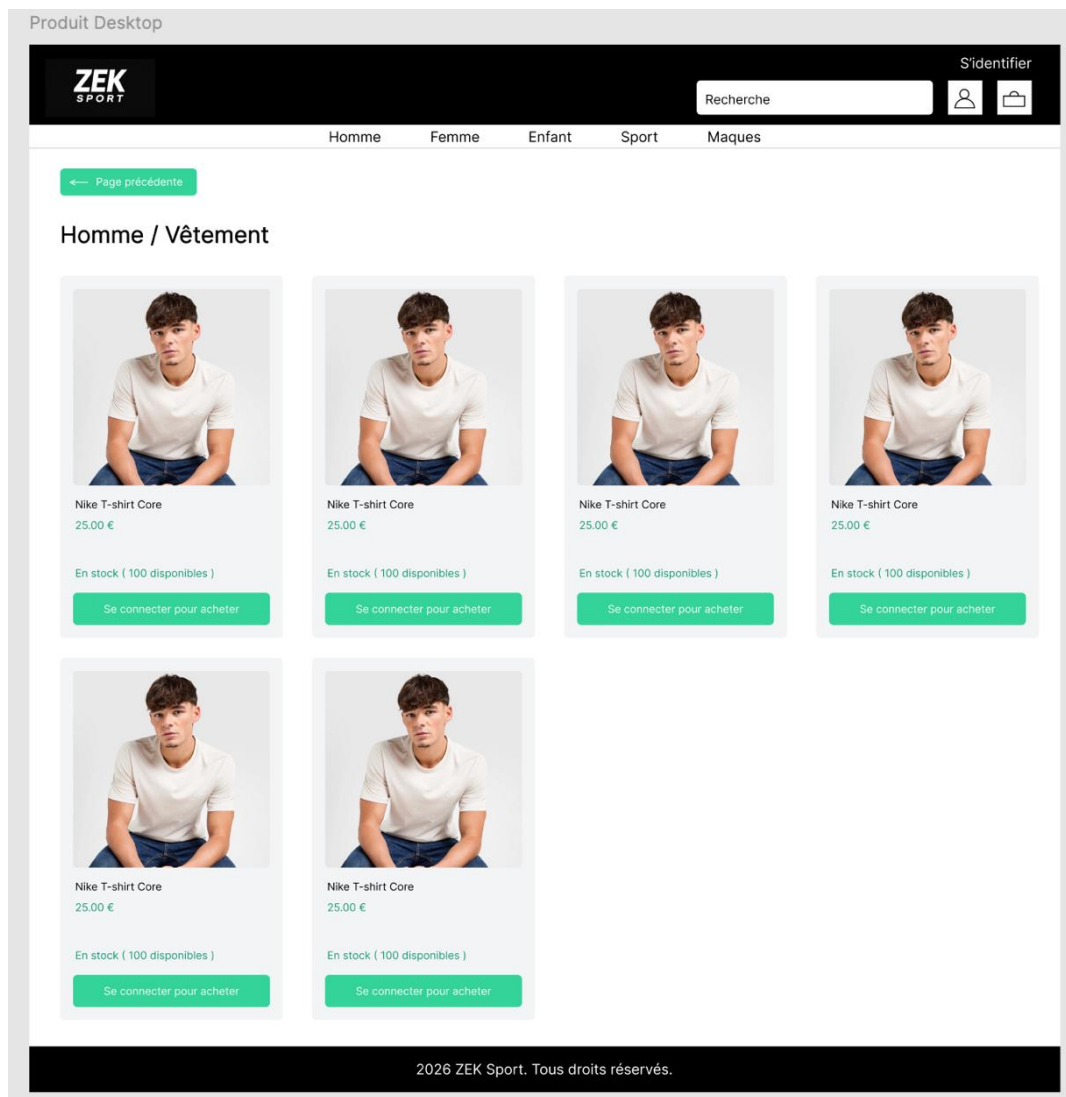 Produit Desktop
S'identifier
ZEK
SPORT
Recherche
Homme Femme Enfant Sport Maques
Page précédente
Homme / Vêtement
Nike T-shirt Core Nike T-shirt Core Nike T-shirt Core Nike T-shirt Core
25.00 € 25.00 € 25.00 € 25.00 €
En stock ( 100 disponibles ) En stock ( 100 disponibles ) En stock ( 100 disponibles ) En stock ( 100 disponibles )
Se connecter pour acheter Se connecter pour acheter Se connecter pour acheter Se connecter pour acheter
Nike T-shirt Core Nike T-shirt Core
25.00 € 25.00 €
En stock ( 100 disponibles ) En stock ( 100 disponibles )
Se connecter pour acheter Se connecter pour acheter
2026 ZEK Sport. Tous droits réservés.